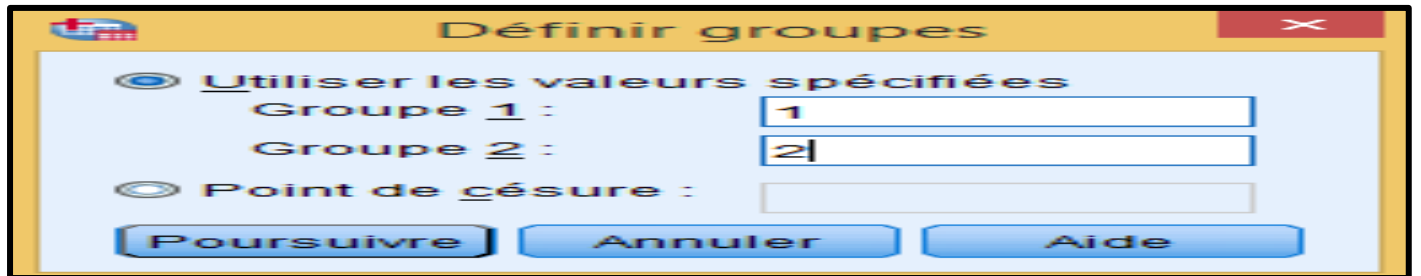 Définir groupes
Utiliser les valeurs spécifiées
Groupe 1 : 1
Groupe 2 : 2
Point de césure :
Poursuivre Annuler Aide